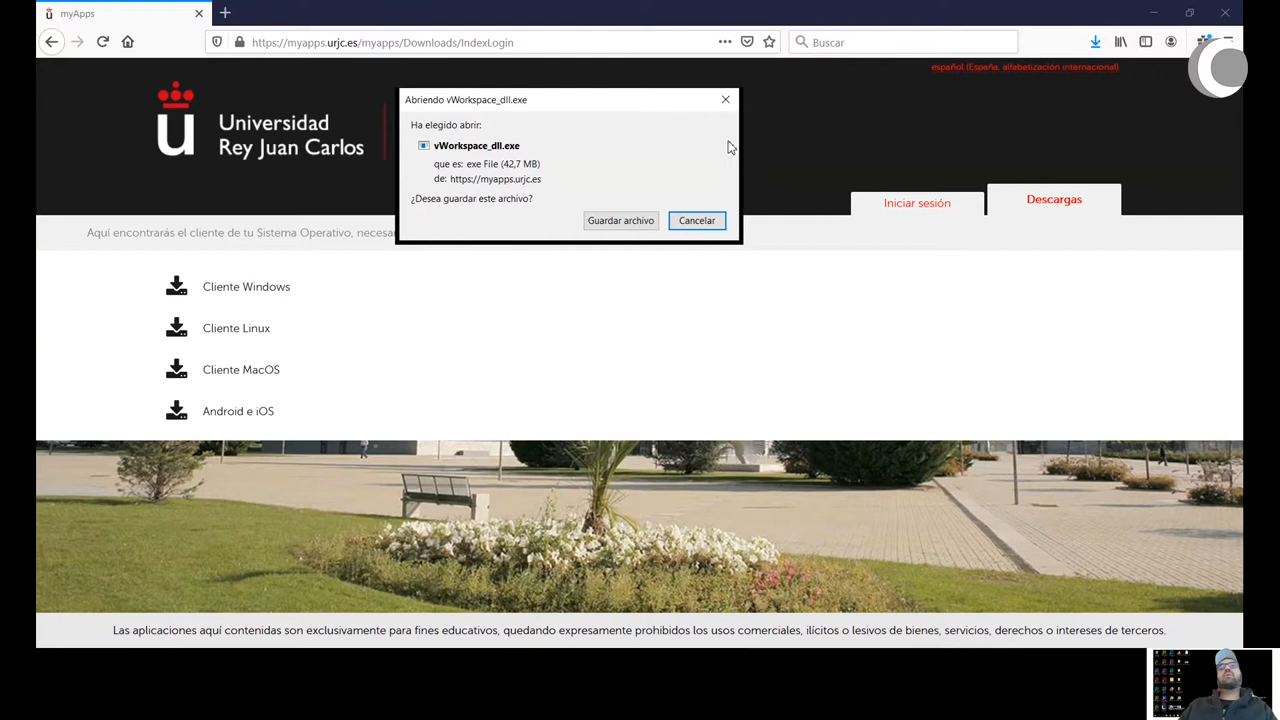 myApps
https://myapps.urjc.es/myapps/Downloads/IndexLogin
Buscar
español (España, alfabetización internacional)
Universidad
Rey Juan Carlos
Abriendo vWorkspace_dll.exe
Ha elegido abrir:
vWorkspace_dll.exe
que es: exe File (42,7 MB)
de: https://myapps.urjc.es
¿Desea guardar este archivo?
Guardar archivo
Cancelar
Iniciar sesión
Descargas
Aquí encontrarás el cliente de tu Sistema Operativo,
Cliente Windows
Cliente Linux
Cliente MacOS
Android e iOS
Las aplicaciones aquí contenidas son exclusivamente para fines educativos, quedando expresamente prohibidos los usos comerciales, ilícitos o lesivos de bienes, servicios, derechos o intereses de terceros.